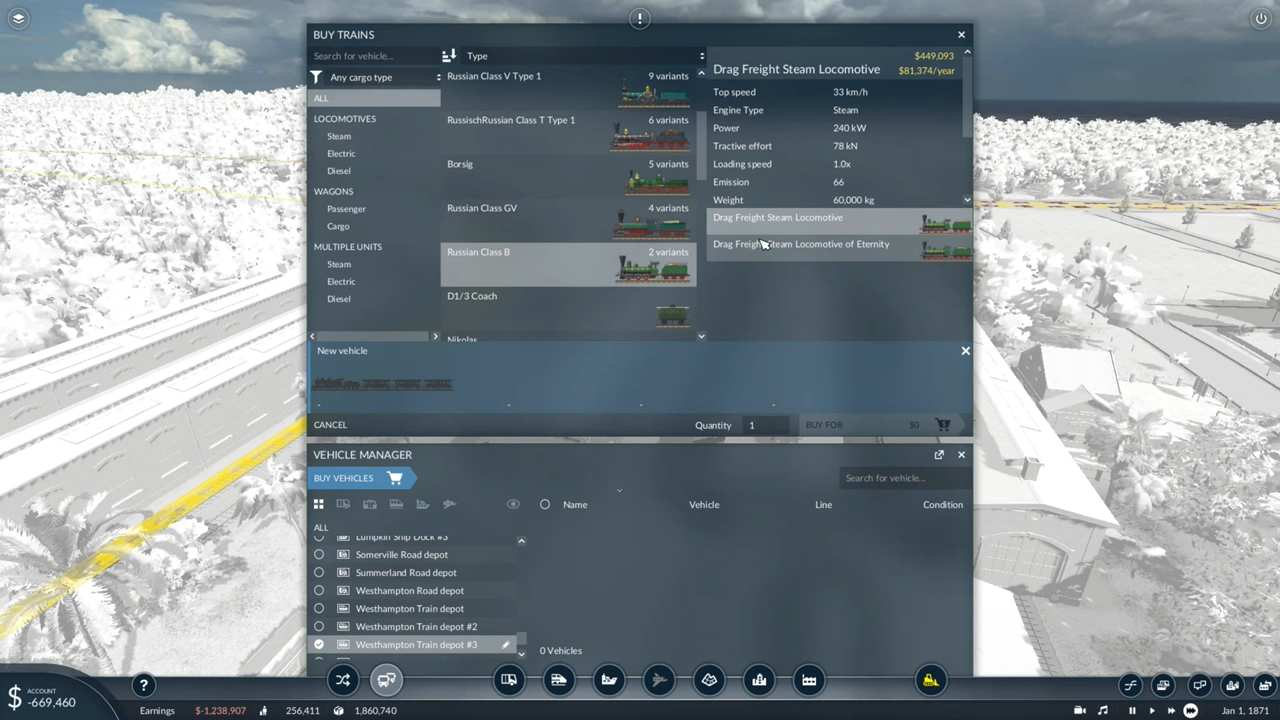 BUY TRAINS
Search for vehicle...
Type
Any cargo type
ALL
LOCOMOTIVES
Steam
Electric
Diesel
WAGONS
Passenger
Cargo
MULTIPLE UNITS
Steam
Electric
Diesel
Russian Class V Type 1
9 variants
RussischRussian Class T Type 1
6 variants
Borsig
5 variants
Russian Class GV
4 variants
Russian Class B
2 variants
D1/3 Coach
Nikolas
$449,093
Drag Freight Steam Locomotive
$81,374/year
Top speed 33 km/h
Engine Type Steam
Power 240 kW
Tractive effort 78 kN
Loading speed 1.0x
Emission 66
Weight 60,000 kg
Drag Freight Steam Locomotive
Drag Freight Steam Locomotive of Eternity
New vehicle
CANCEL
Quantity 1
BUY FOR $0
VEHICLE MANAGER
BUY VEHICLES
Search for vehicle...
Name Vehicle Line Condition
ALL
Lumpkin Ship Dock #3
Somerville Road depot
Summerland Road depot
Westhampton Road depot
Westhampton Train depot
Westhampton Train depot #2
Westhampton Train depot #3
0 Vehicles
$ ACCOUNT
-669,460
?
Earnings $-1,238,907 256,411 1,860,740
Jan 1, 1871